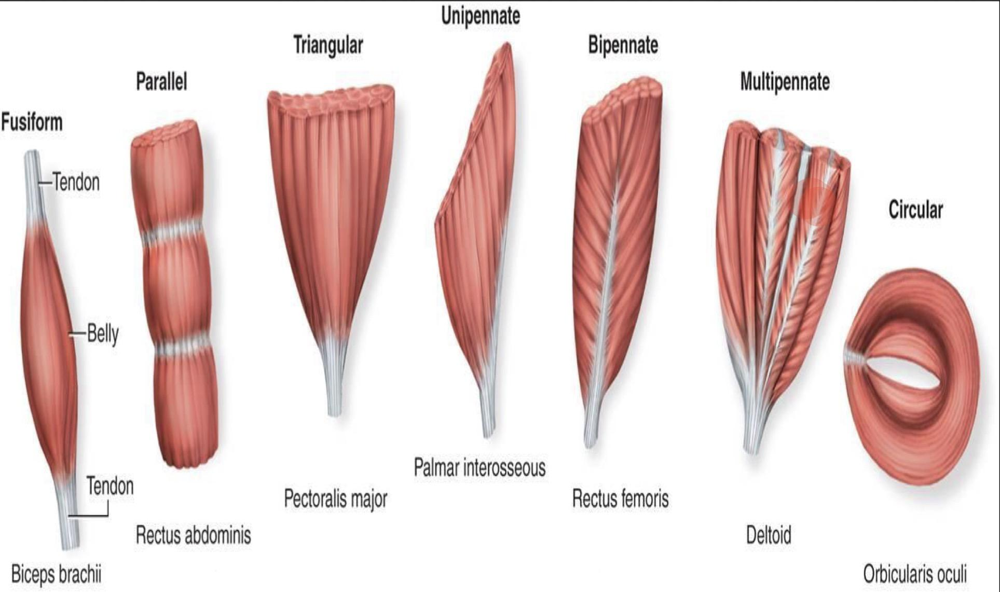 Unipennate
Triangular
Bipennate
Parallel
Multipennate
Fusiform
Tendon
Circular
Belly
Tendon
Palmar interosseous
Pectoralis major
Rectus femoris
Rectus abdominis
Deltoid
Biceps brachii
Orbicularis oculi